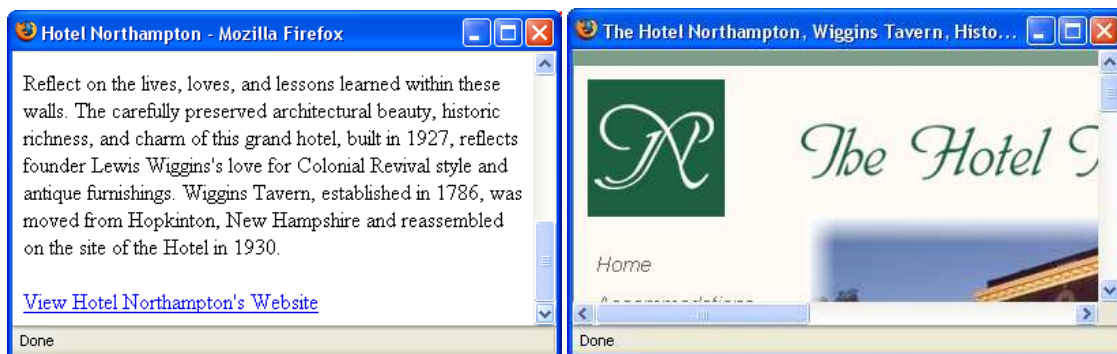 Hotel Northampton - Mozilla Firefox
Reflect on the lives, loves, and lessons learned within these
walls. The carefully preserved architectural beauty, historic
richness, and charm of this grand hotel, built in 1927, reflects
founder Lewis Wiggins's love for Colonial Revival style and
antique furnishings. Wiggins Tavern, established in 1786, was
moved from Hopkinton, New Hampshire and reassembled
on the site of the Hotel in 1930.
View Hotel Northampton's Website
Done
The Hotel Northampton, Wiggins Tavern, Histo...
N
The Hotel
Home
Accommodations
Done